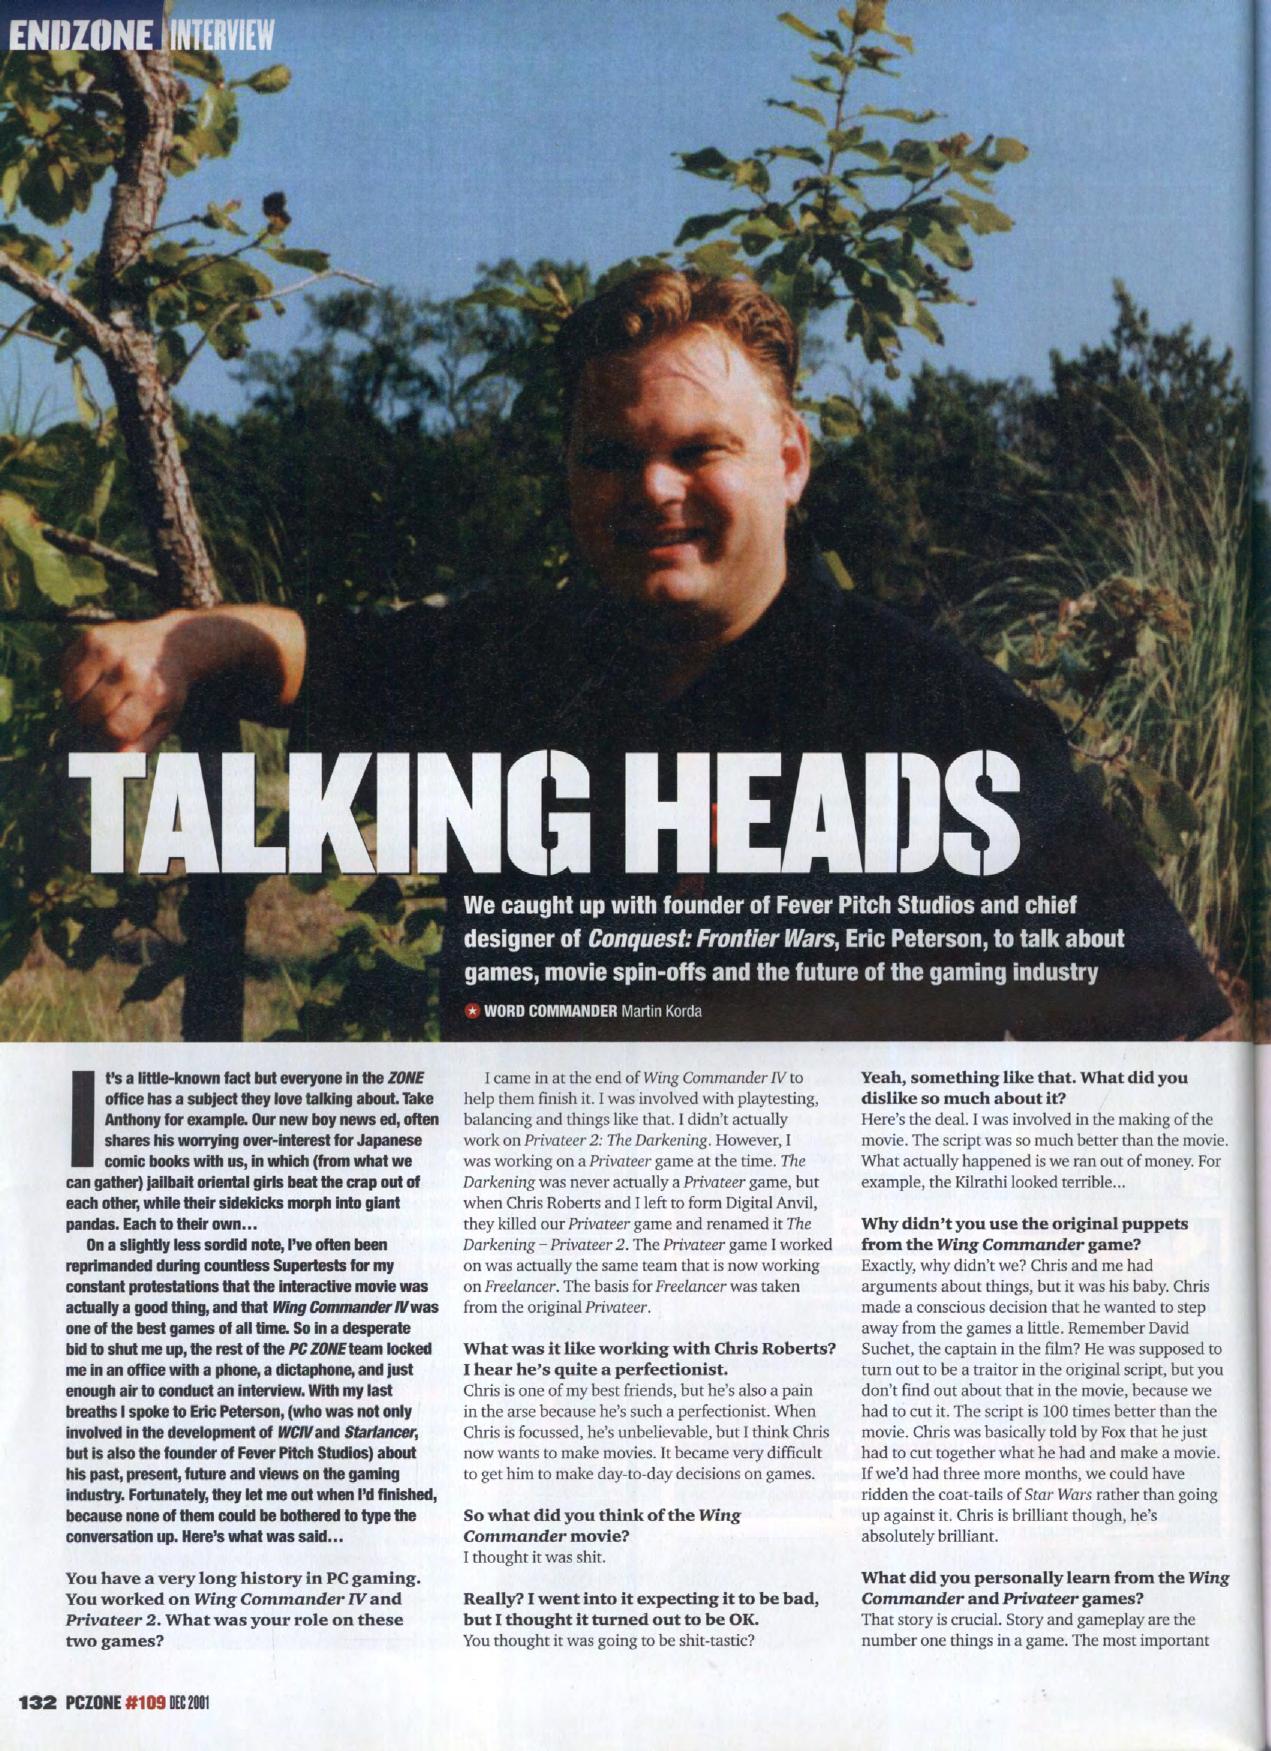 ENDZONE INTERVIEW
TALKING HEADS
We caught up with founder of Fever Pitch Studios and chief
designer of Conquest: Frontier Wars, Eric Peterson, to talk about
games, movie spin-offs and the future of the gaming industry
WORD COMMANDER Martin Korda
It's a little-known fact but everyone in the ZONE
office has a subject they love talking about. Take
Anthony for example. Our new boy news ed, often
shares his worrying over-interest for Japanese
comic books with us, in which (from what we
can gather) jailbait oriental girls beat the crap out of
each other, while their sidekicks morph into giant
pandas. Each to their own...
On a slightly less sordid note, I've often been
reprimanded during countless Supertests for my
constant protestations that the interactive movie was
actually a good thing, and that Wing Commander IV was
one of the best games of all time. So in a desperate
bid to shut me up, the rest of the PC ZONE team locked
me in an office with a phone, a dictaphone, and just
enough air to conduct an interview. With my last
breaths I spoke to Eric Peterson, (who was not only
involved in the development of WCIV and Starlancer,
but is also the founder of Fever Pitch Studios) about
his past, present, future and views on the gaming
industry. Fortunately, they let me out when I'd finished,
because none of them could be bothered to type the
conversation up. Here's what was said...
You have a very long history in PC gaming.
You worked on Wing Commander IV and
Privateer 2. What was your role on these
two games?
I came in at the end of Wing Commander IV to
help them finish it. I was involved with playtesting,
balancing and things like that. I didn't actually
work on Privateer 2: The Darkening. However, I
was working on a Privateer game at the time. The
Darkening was never actually a Privateer game, but
when Chris Roberts and I left to form Digital Anvil,
they killed our Privateer game and renamed it The
Darkening – Privateer 2. The Privateer game I worked
on was actually the same team that is now working
on Freelancer. The basis for Freelancer was taken
from the original Privateer.
What was it like working with Chris Roberts?
I hear he's quite a perfectionist.
Chris is one of my best friends, but he's also a pain
in the arse because he's such a perfectionist. When
Chris is focussed, he's unbelievable, but I think Chris
now wants to make movies. It became very difficult
to get him to make day-to-day decisions on games.
So what did you think of the Wing
Commander movie?
I thought it was shit.
Really? I went into it expecting it to be bad,
but I thought it turned out to be OK.
You thought it was going to be shit-tastic?
Yeah, something like that. What did you
dislike so much about it?
Here's the deal. I was involved in the making of the
movie. The script was so much better than the movie.
What actually happened is we ran out of money. For
example, the Kilrathi looked terrible...
Why didn't you use the original puppets
from the Wing Commander game?
Exactly, why didn't we? Chris and me had
arguments about things, but it was his baby. Chris
made a conscious decision that he wanted to step
away from the games a little. Remember David
Suchet, the captain in the film? He was supposed to
turn out to be a traitor in the original script, but you
don't find out about that in the movie, because we
had to cut it. The script is 100 times better than the
movie. Chris was basically told by Fox that he just
had to cut together what he had and make a movie.
If we'd had three more months, we could have
ridden the coat-tails of Star Wars rather than going
up against it. Chris is brilliant though, he's
absolutely brilliant.
What did you personally learn from the Wing
Commander and Privateer games?
That story is crucial. Story and gameplay are the
number one things in a game. The most important
132 PCZONE #109 DEC 2001